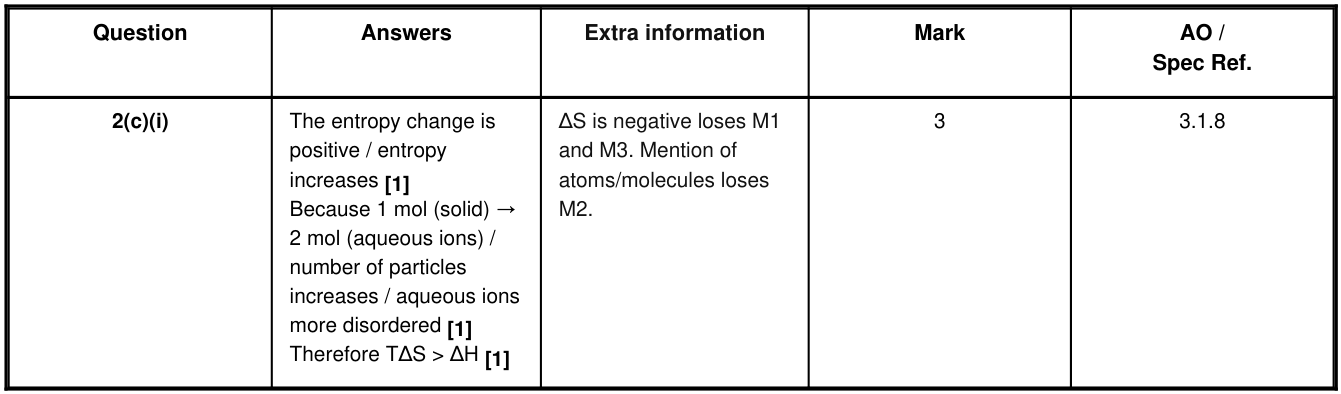 Question Answers Extra information Mark AO /
Spec Ref.
2(c)(i)
The entropy change is
positive / entropy
increases [1]
Because 1 mol (solid) →
2 mol (aqueous ions) /
number of particles
increases / aqueous ions
more disordered [1]
Therefore TΔS > ΔH [1]
ΔS is negative loses M1
and M3. Mention of
atoms/molecules loses
M2.
3
3.1.8